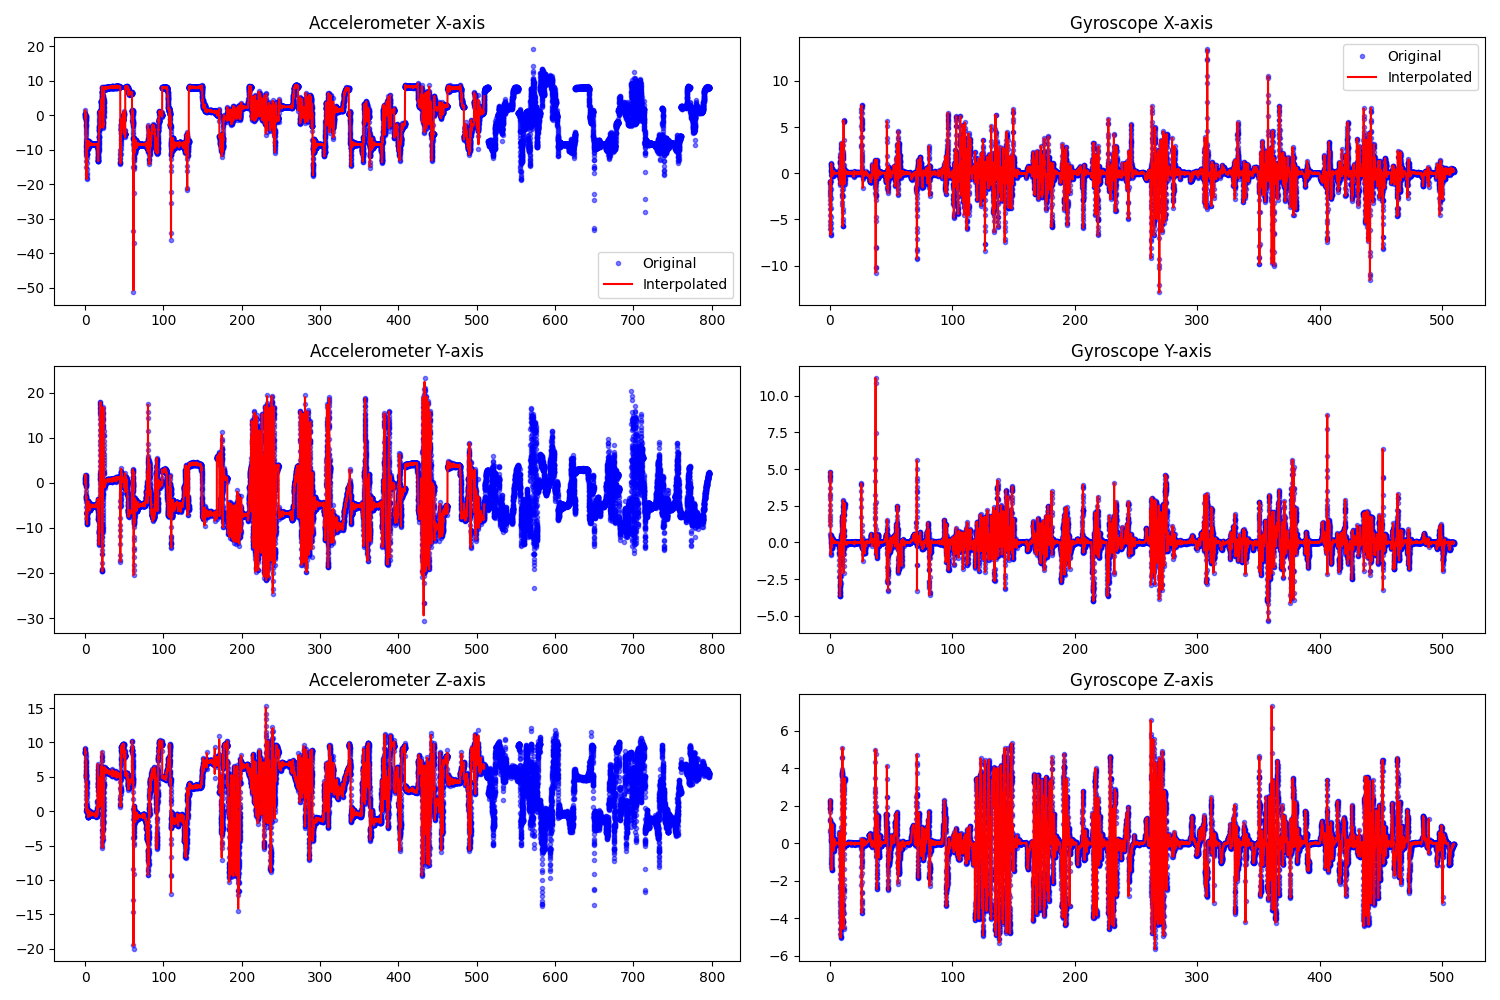 Accelerometer X-axis
20
10
0
−10
−20
−30
−40
−50
Original
Interpolated
0 100 200 300 400 500 600 700 800
Gyroscope X-axis
10
5
0
−5
−10
Original
Interpolated
0 100 200 300 400 500
Accelerometer Y-axis
20
10
0
−10
−20
−30
0 100 200 300 400 500 600 700 800
Gyroscope Y-axis
10.0
7.5
5.0
2.5
0.0
−2.5
−5.0
0 100 200 300 400 500
Accelerometer Z-axis
15
10
5
0
−5
−10
−15
−20
0 100 200 300 400 500 600 700 800
Gyroscope Z-axis
6
4
2
0
−2
−4
−6
0 100 200 300 400 500